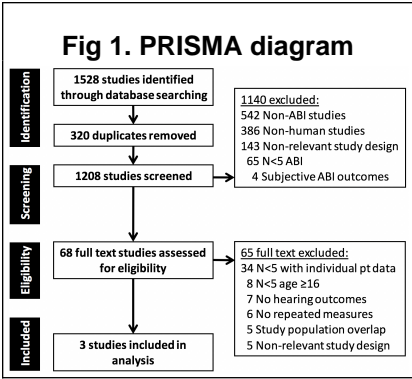 Fig 1. PRISMA diagram
Identification
1528 studies identified
through database searching
320 duplicates removed
Screening
1208 studies screened
1140 excluded:
542 Non-ABI studies
386 Non-human studies
143 Non-relevant study design
65 N<5 ABI
4 Subjective ABI outcomes
Eligibility
68 full text studies assessed
for eligibility
65 full text excluded:
34 N<5 with individual pt data
8 N<5 age ≥16
7 No hearing outcomes
6 No repeated measures
5 Study population overlap
5 Non-relevant study design
Included
3 studies included in
analysis